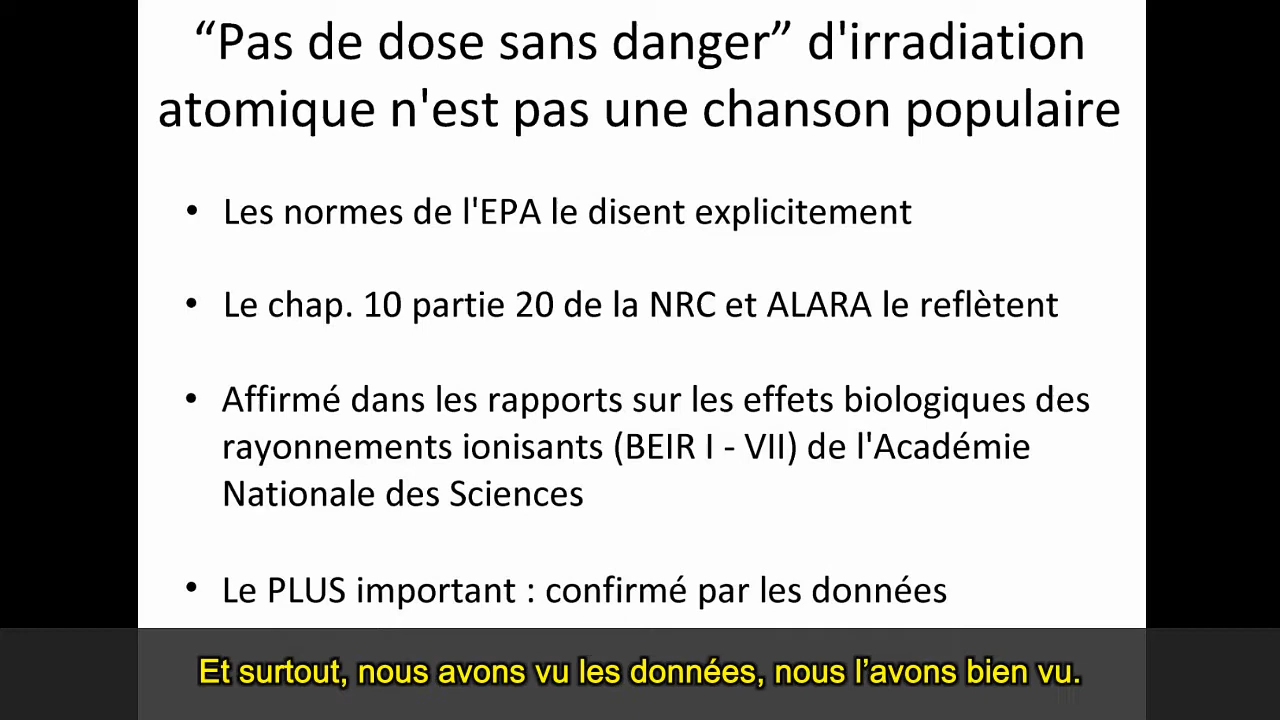 “Pas de dose sans danger” d'irradiation
atomique n'est pas une chanson populaire
• Les normes de l'EPA le disent explicitement
• Le chap. 10 partie 20 de la NRC et ALARA le reflètent
• Affirmé dans les rapports sur les effets biologiques des
rayonnements ionisants (BEIR I - VII) de l'Académie
Nationale des Sciences
• Le PLUS important : confirmé par les données
Et surtout, nous avons vu les données, nous l’avons bien vu.